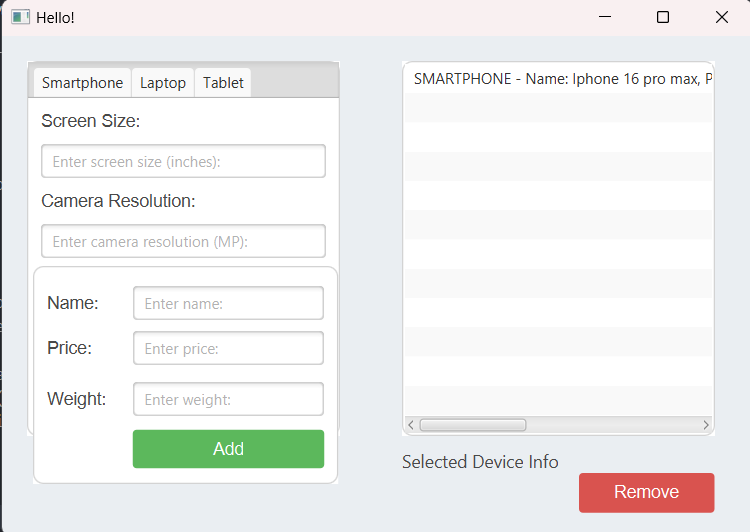 Hello!
Smartphone Laptop Tablet
Screen Size:
Enter screen size (inches):
Camera Resolution:
Enter camera resolution (MP):
Name: Enter name:
Price: Enter price:
Weight: Enter weight:
Add
SMARTPHONE - Name: Iphone 16 pro max, P
Selected Device Info
Remove